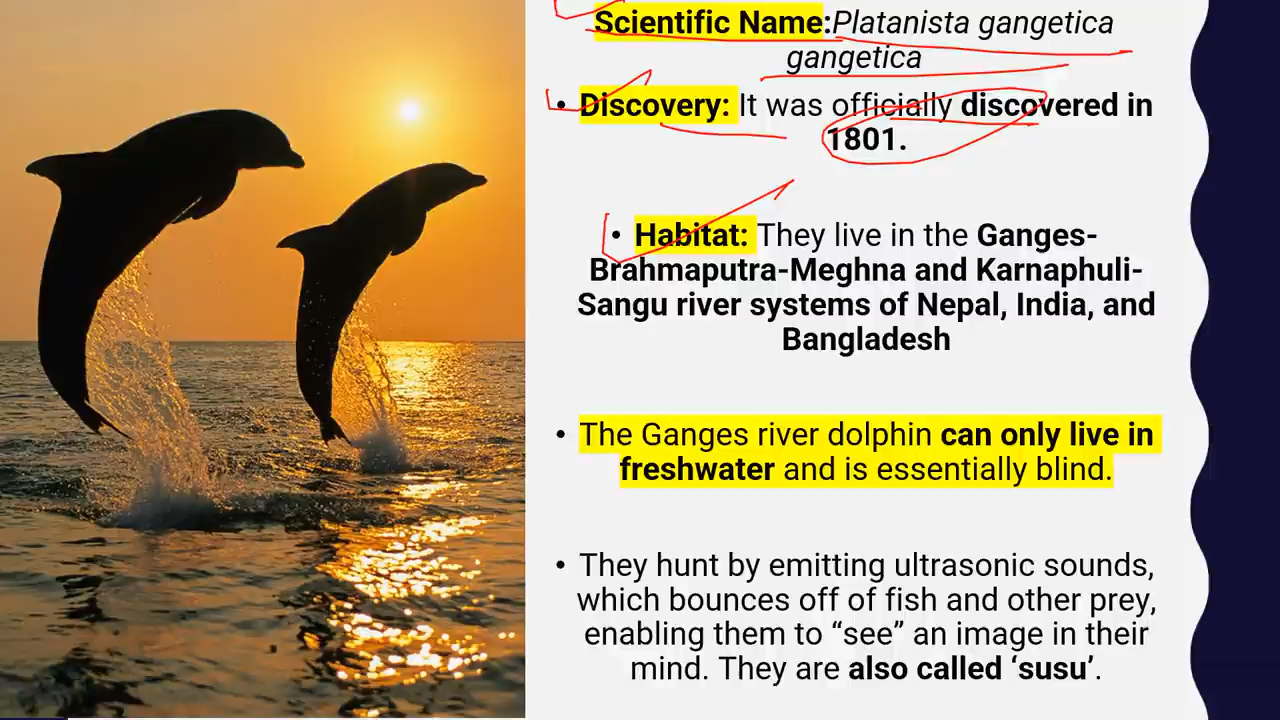 Scientific Name:Platanista gangetica
gangetica
• Discovery: It was officially discovered in
1801.
• Habitat: They live in the Ganges-
Brahmaputra-Meghna and Karnaphuli-
Sangu river systems of Nepal, India, and
Bangladesh
• The Ganges river dolphin can only live in
freshwater and is essentially blind.
• They hunt by emitting ultrasonic sounds,
which bounces off of fish and other prey,
enabling them to “see” an image in their
mind. They are also called ‘susu’.